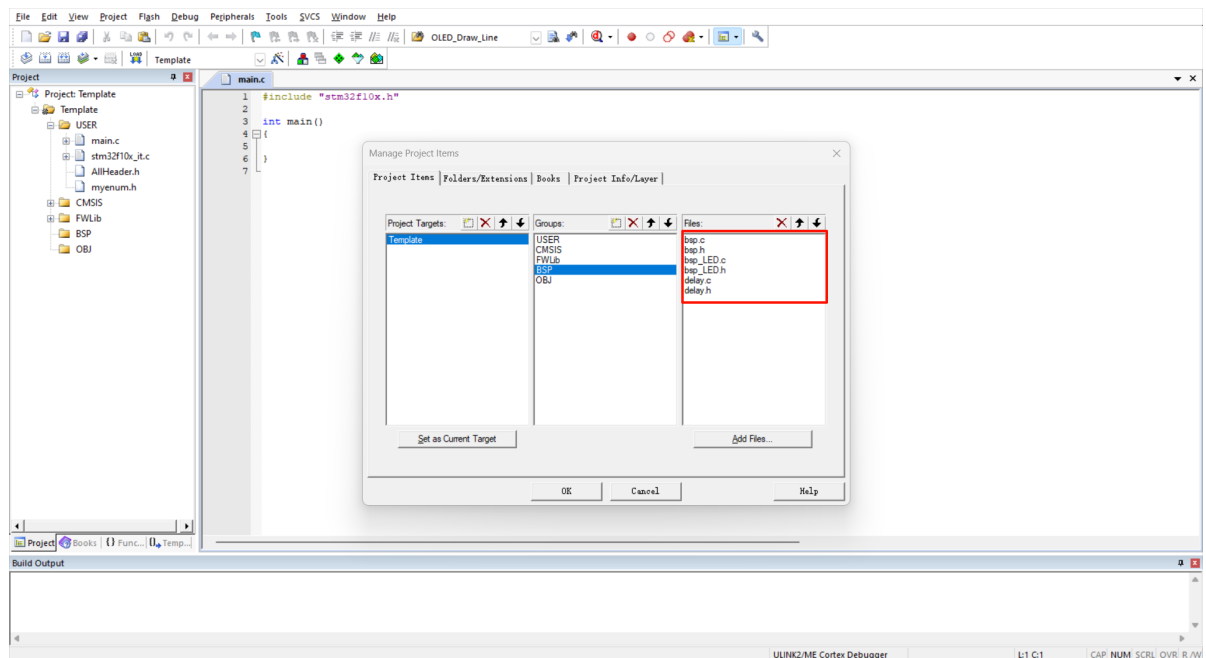 File Edit View Project Flash Debug Peripherals Tools SVCS Window Help
OLED_Draw_Line
LOAD Template
Project
main.c
Project: Template
Template
USER
main.c
stm32f10x_it.c
AllHeader.h
myenum.h
CMSIS
FWLib
BSP
OBJ
1 #include "stm32f10x.h"
2
3 int main()
4 {
5
6 }
7
Manage Project Items
Project Items Folders/Extensions Books Project Info/Layer
Project Targets: Groups: Files:
Template
USER
CMSIS
FWLib
BSP
OBJ
bsp.c
bsp.h
bsp_LED.c
bsp_LED.h
delay.c
delay.h
Set as Current Target Add Files...
OK Cancel Help
Project Books {} Func... Temp...
Build Output
ULINK2/ME Cortex Debugger L:1 C:1 CAP NUM SCRL OVR R/W